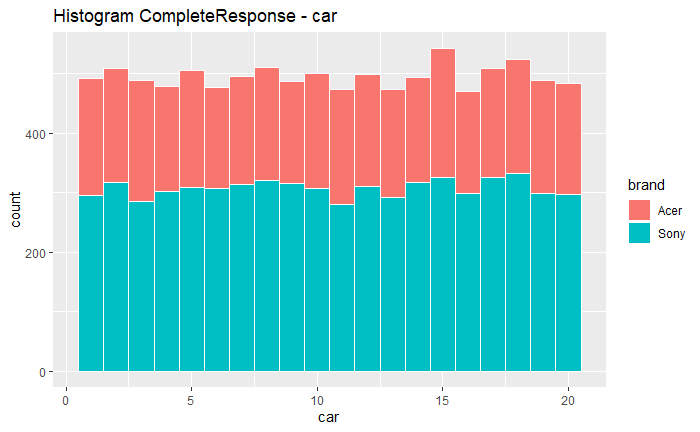 Histogram CompleteResponse - car
count
400
200
0
0 5 10 15 20
car
brand
Acer
Sony